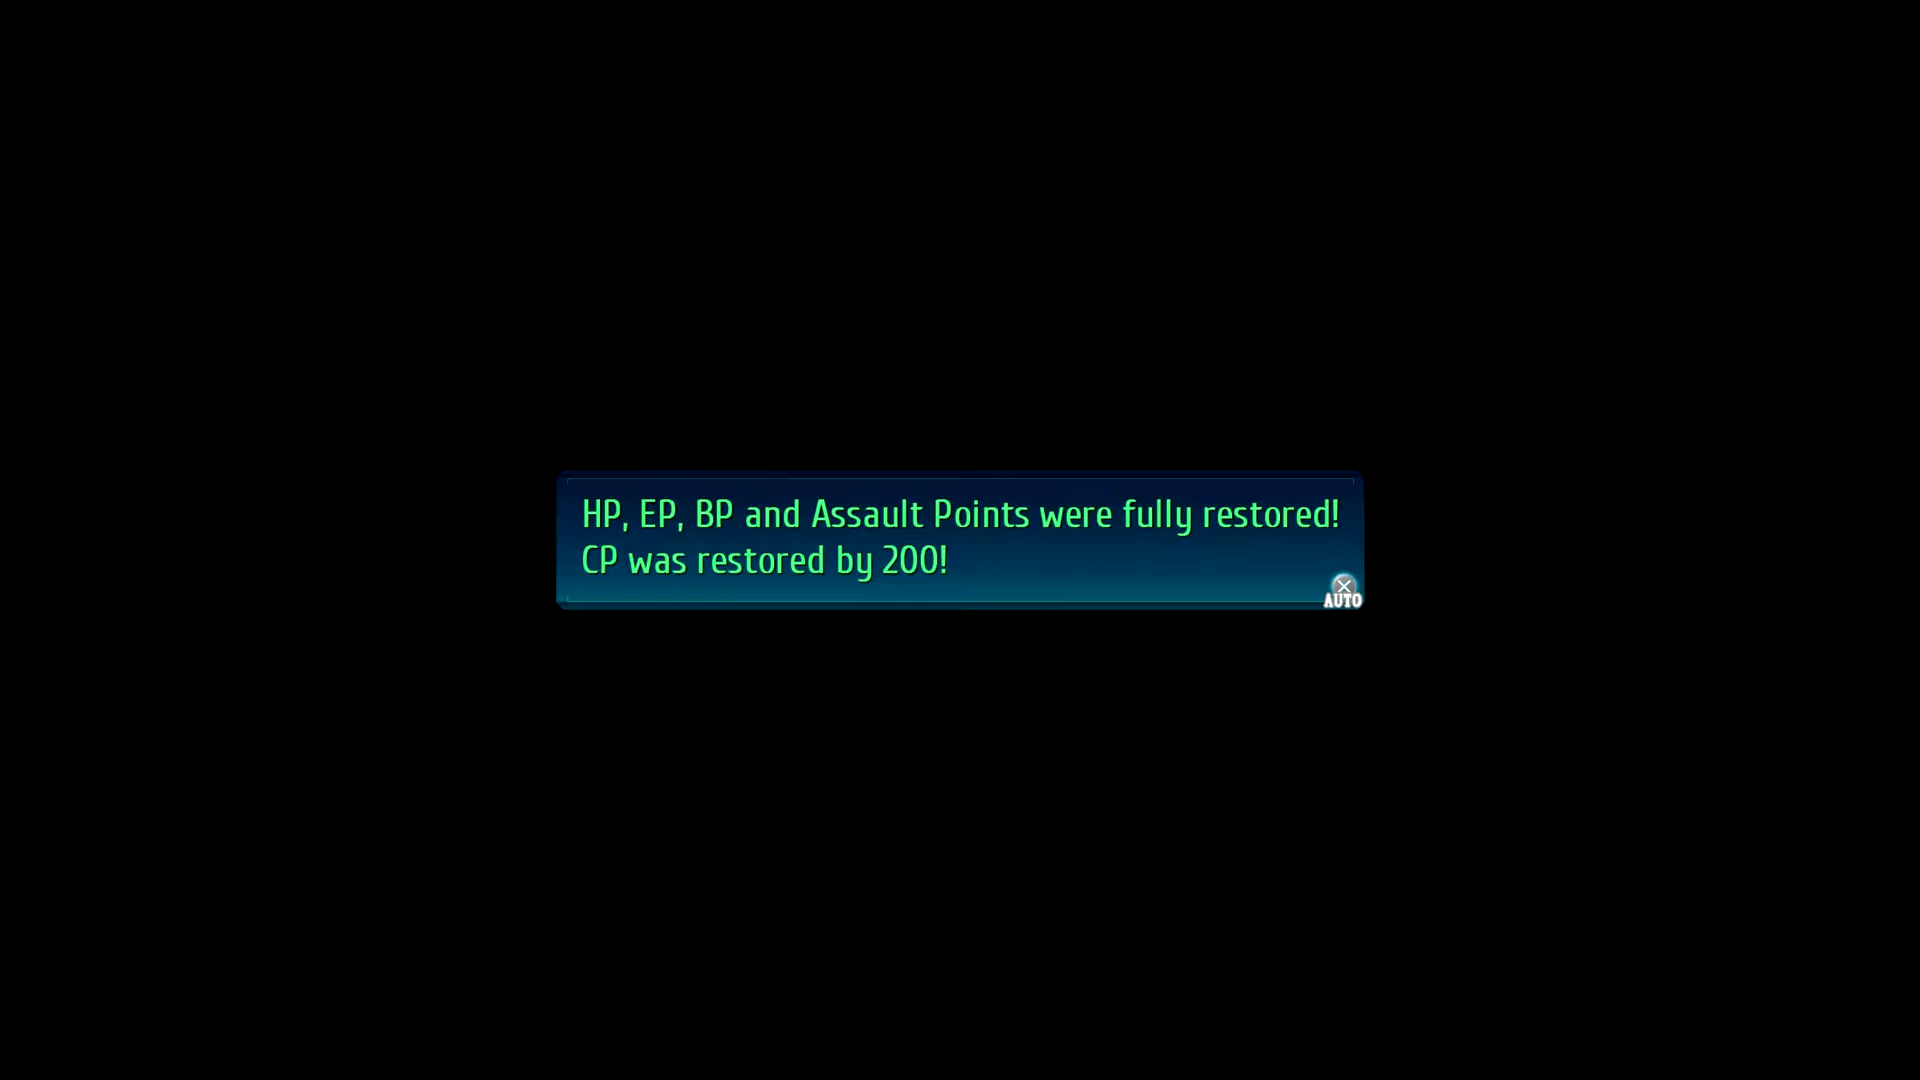 HP, EP, BP and Assault Points were fully restored!
CP was restored by 200!
AUTO